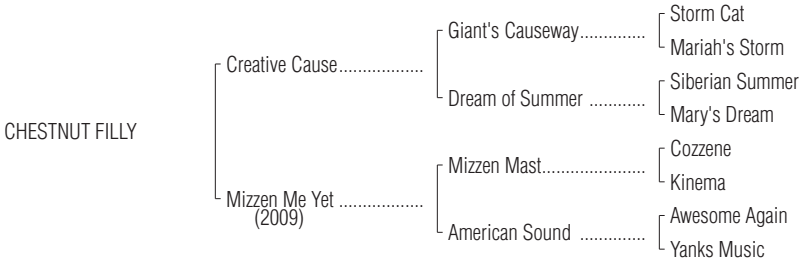 Storm Cat
Giant's Causeway..............
Mariah's Storm
Creative Cause..................
Siberian Summer
Dream of Summer ............
Mary's Dream
CHESTNUT FILLY
Cozzene
Mizzen Mast......................
Kinema
Mizzen Me Yet ..................
(2009)
Awesome Again
American Sound ..............
Yanks Music